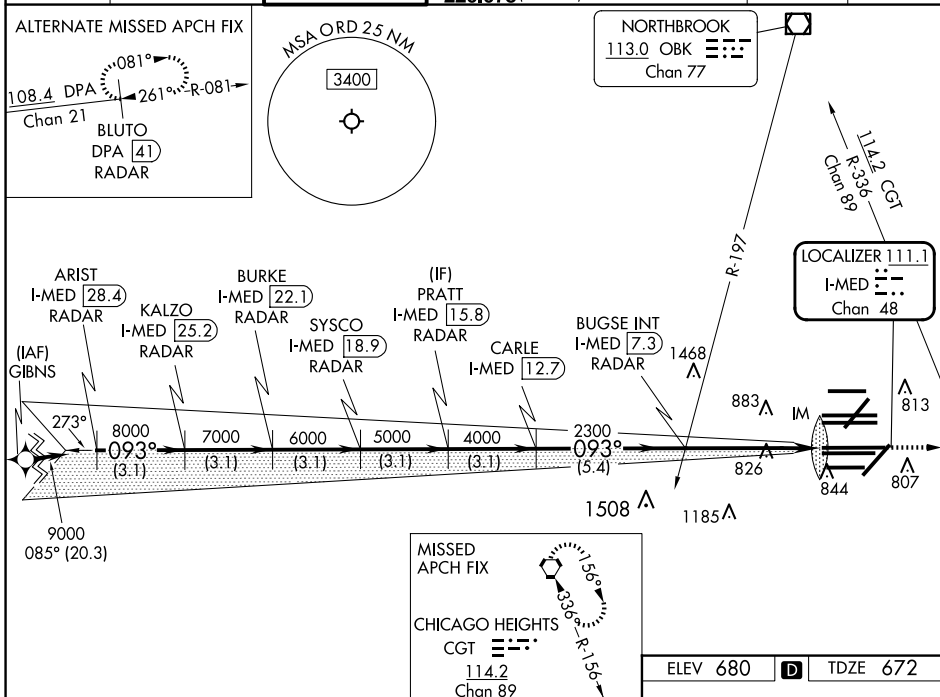 ALTERNATE MISSED APCH FIX
081°
108.4 DPA
261°
R-081
Chan 21
BLUTO
DPA 41
RADAR
MSA ORD 25 NM
3400
NORTHBROOK
113.0 OBK
Chan 77
114.2 CGT
R-336
Chan 89
R-197
LOCALIZER 111.1
I-MED
Chan 48
ARIST
I-MED 28.4
RADAR
KALZO
I-MED 25.2
RADAR
BURKE
I-MED 22.1
RADAR
SYSCO
I-MED 18.9
RADAR
(IF)
PRATT
I-MED 15.8
RADAR
CARLE
I-MED 12.7
BUGSE INT
I-MED 7.3
RADAR
1468
883
IM
813
(IAF)
GIBNS
273°
8000
093°
(3.1)
7000
(3.1)
6000
(3.1)
5000
(3.1)
4000
(3.1)
2300
093°
(5.4)
826
844
807
1508
1185
9000
085° (20.3)
MISSED
APCH FIX
156°
336°
R-156
CHICAGO HEIGHTS
CGT
114.2
Chan 89
ELEV 680
D
TDZE 672